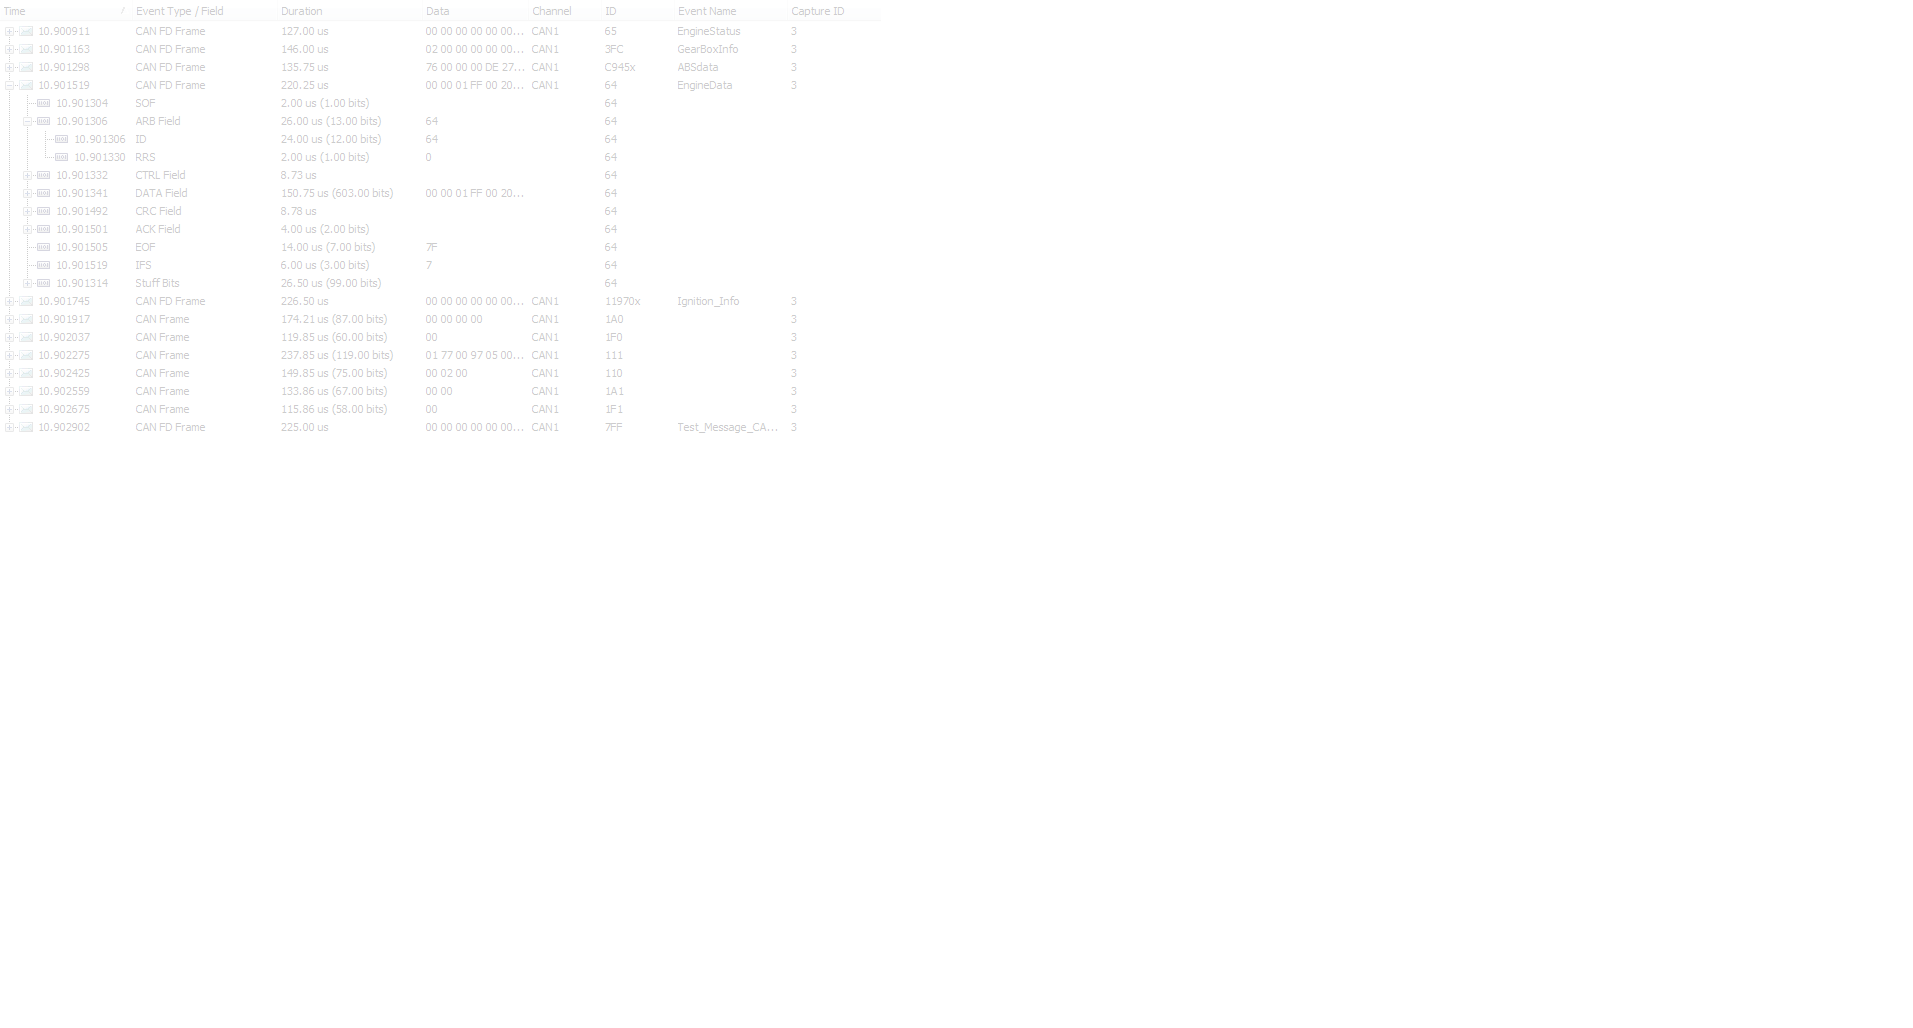 Time / Event Type / Field Duration Data Channel ID Event Name Capture ID
10.900911 CAN FD Frame 127.00 us 00 00 00 00 00 00... CAN1 65 EngineStatus 3
10.901163 CAN FD Frame 146.00 us 02 00 00 00 00 00... CAN1 3FC GearBoxInfo 3
10.901298 CAN FD Frame 135.75 us 76 00 00 00 DE 27... CAN1 C945x ABSdata 3
10.901519 CAN FD Frame 220.25 us 00 00 01 FF 00 20... CAN1 64 EngineData 3
10.901304 SOF 2.00 us (1.00 bits) 64
10.901306 ARB Field 26.00 us (13.00 bits) 64 64
10.901306 ID 24.00 us (12.00 bits) 64 64
10.901330 RRS 2.00 us (1.00 bits) 0 64
10.901332 CTRL Field 8.73 us 64
10.901341 DATA Field 150.75 us (603.00 bits) 00 00 01 FF 00 20... 64
10.901492 CRC Field 8.78 us 64
10.901501 ACK Field 4.00 us (2.00 bits) 64
10.901505 EOF 14.00 us (7.00 bits) 7F 64
10.901519 IFS 6.00 us (3.00 bits) 7 64
10.901314 Stuff Bits 26.50 us (99.00 bits) 64
10.901745 CAN FD Frame 226.50 us 00 00 00 00 00 00... CAN1 11970x Ignition_Info 3
10.901917 CAN Frame 174.21 us (87.00 bits) 00 00 00 00 CAN1 1A0 3
10.902037 CAN Frame 119.85 us (60.00 bits) 00 CAN1 1F0 3
10.902275 CAN Frame 237.85 us (119.00 bits) 01 77 00 97 05 00... CAN1 111 3
10.902425 CAN Frame 149.85 us (75.00 bits) 00 02 00 CAN1 110 3
10.902559 CAN Frame 133.86 us (67.00 bits) 00 00 CAN1 1A1 3
10.902675 CAN Frame 115.86 us (58.00 bits) 00 CAN1 1F1 3
10.902902 CAN FD Frame 225.00 us 00 00 00 00 00 00... CAN1 7FF Test_Message_CA... 3